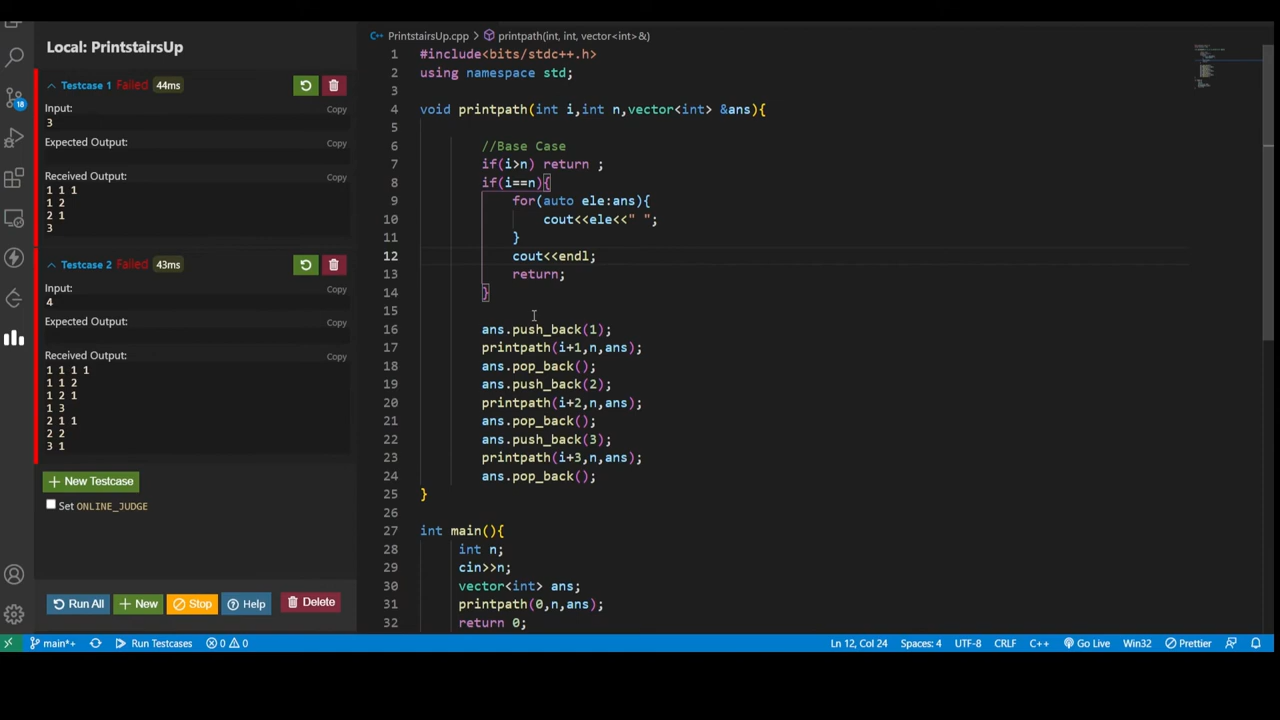 Local: PrintstairsUp
Testcase 1 Failed 44ms
Input:
Copy
3
Expected Output:
Received Output:
Copy
1 1 1
1 2
2 1
3
Testcase 2 Failed 43ms
Input:
Copy
4
Expected Output:
Received Output:
Copy
1 1 1 1
1 1 2
1 2 1
1 3
2 1 1
2 2
3 1
+ New Testcase
Set ONLINE_JUDGE
Run All
+ New
Stop
Help
Delete
18
C++ PrintstairsUp.cpp > printpath(int, int, vector<int>&)
1 #include<bits/stdc++.h>
2 using namespace std;
3
4 void printpath(int i,int n,vector<int> &ans){
5
6 //Base Case
7 if(i>n) return ;
8 if(i==n){
9 for(auto ele:ans){
10 cout<<ele<<" ";
11 }
12 cout<<endl;
13 return;
14 }
15
16 ans.push_back(1);
17 printpath(i+1,n,ans);
18 ans.pop_back();
19 ans.push_back(2);
20 printpath(i+2,n,ans);
21 ans.pop_back();
22 ans.push_back(3);
23 printpath(i+3,n,ans);
24 ans.pop_back();
25 }
26
27 int main(){
28 int n;
29 cin>>n;
30 vector<int> ans;
31 printpath(0,n,ans);
32 return 0;
main*+ Run Testcases 0 0 Ln 12, Col 24 Spaces: 4 UTF-8 CRLF C++ Go Live Win32 Prettier